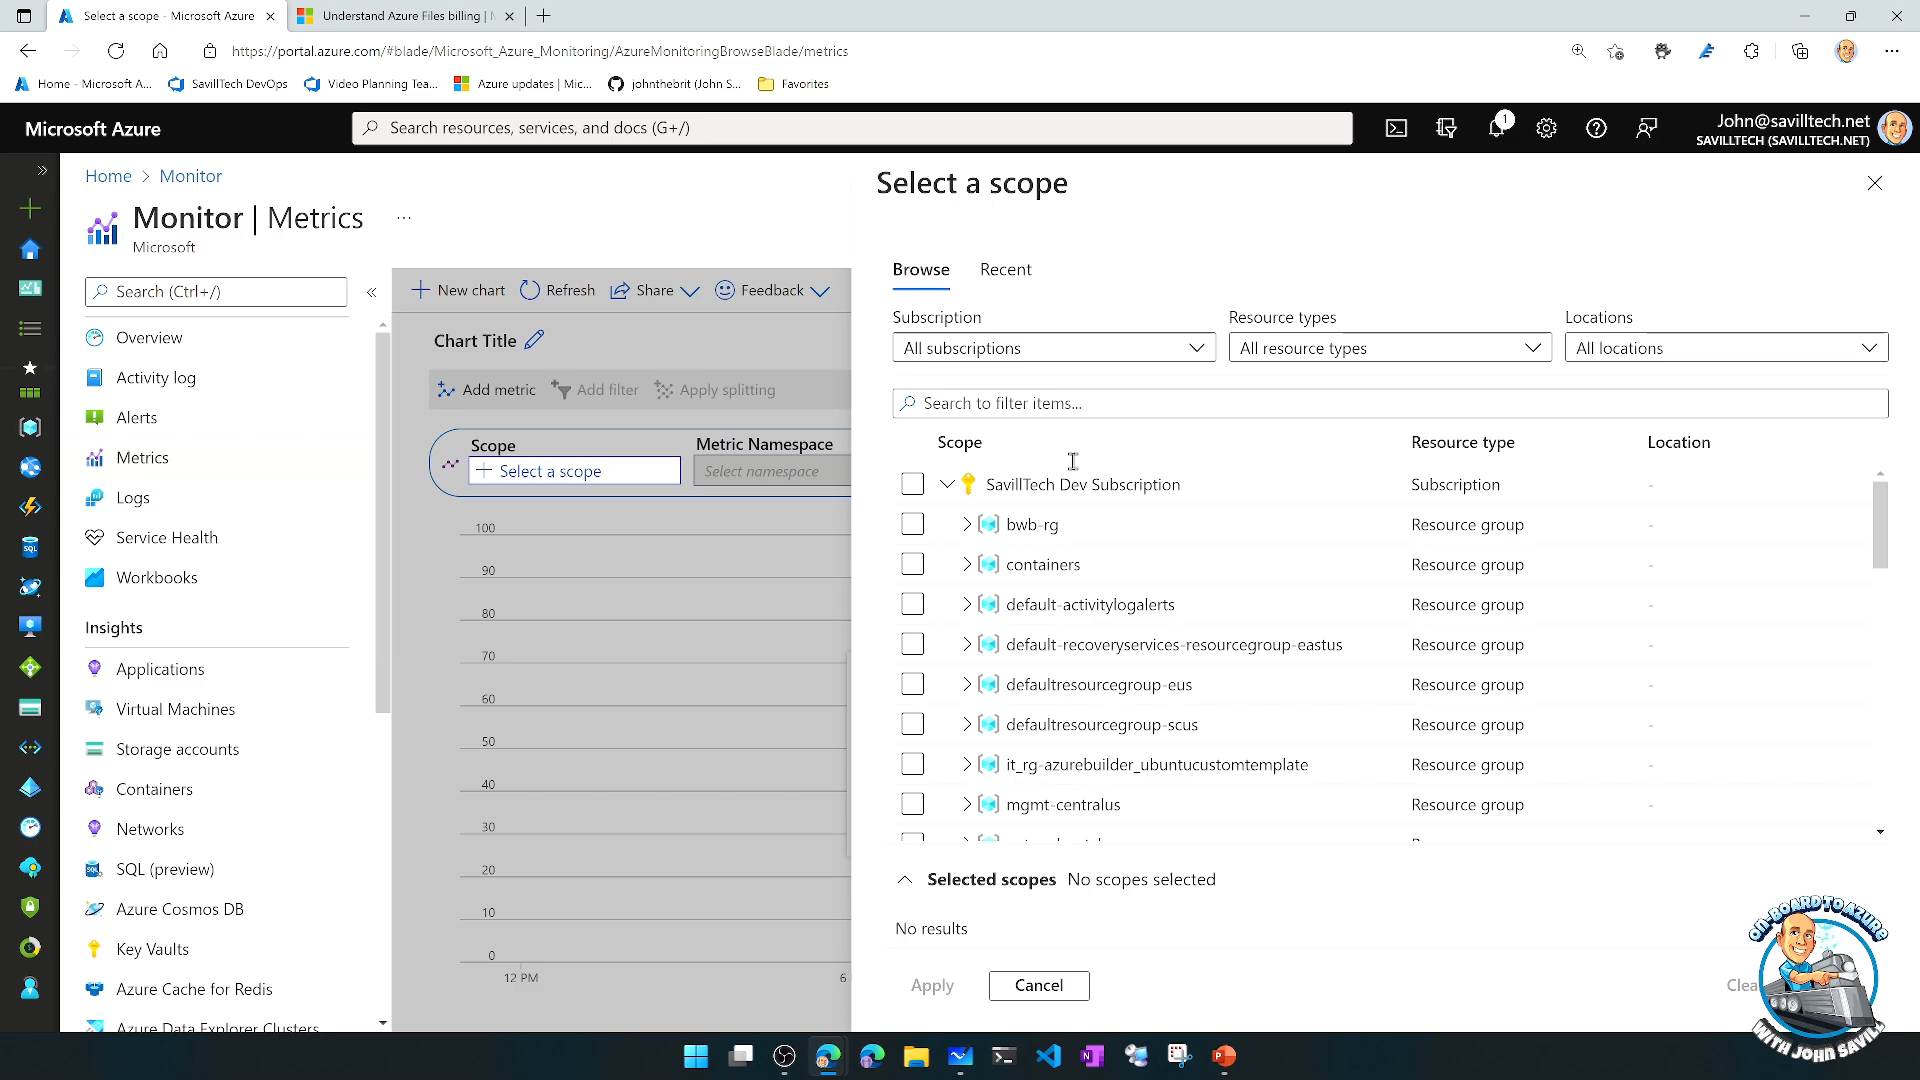 Select a scope - Microsoft Azure
Understand Azure Files billing |
https://portal.azure.com/#blade/Microsoft_Azure_Monitoring/AzureMonitoringBrowseBlade/metrics
Home - Microsoft A...
SavillTech DevOps
Video Planning Tea...
Azure updates | Mic...
johnthebrit (John S...
Favorites
Microsoft Azure
Search resources, services, and docs (G+/)
1
John@savilltech.net
SAVILLTECH (SAVILLTECH.NET)
Home > Monitor
Monitor | Metrics ...
Microsoft
Search (Ctrl+/)
Overview
Activity log
Alerts
Metrics
Logs
Service Health
Workbooks
Insights
Applications
Virtual Machines
Storage accounts
Containers
Networks
SQL (preview)
Azure Cosmos DB
Key Vaults
Azure Cache for Redis
Azure Data Explorer Clusters
New chart
Refresh
Share
Feedback
Chart Title
Add metric
Add filter
Apply splitting
Scope
Select a scope
Metric Namespace
Select namespace
100
90
80
70
60
50
40
30
20
10
0
12 PM
6
Select a scope
Browse
Recent
Subscription
Resource types
Locations
All subscriptions
All resource types
All locations
Search to filter items...
Scope
Resource type
Location
SavillTech Dev Subscription Subscription -
bwb-rg Resource group -
containers Resource group -
default-activitylogalerts Resource group -
default-recoveryservices-resourcegroup-eastus Resource group -
defaultresourcegroup-eus Resource group -
defaultresourcegroup-scus Resource group -
it_rg-azurebuilder_ubuntucustomtemplate Resource group -
mgmt-centralus Resource group -
Selected scopes No scopes selected
No results
Apply
Cancel
Clea
ON-BOARD TO AZURE
WITH JOHN SAVILL